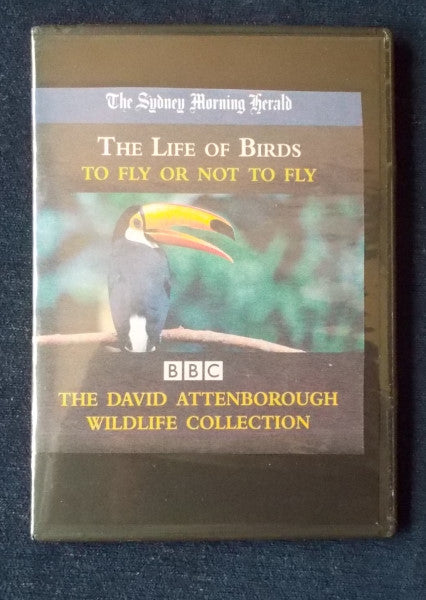 The Sydney Morning Herald
THE LIFE OF BIRDS
TO FLY OR NOT TO FLY
BBC
THE DAVID ATTENBOROUGH
WILDLIFE COLLECTION